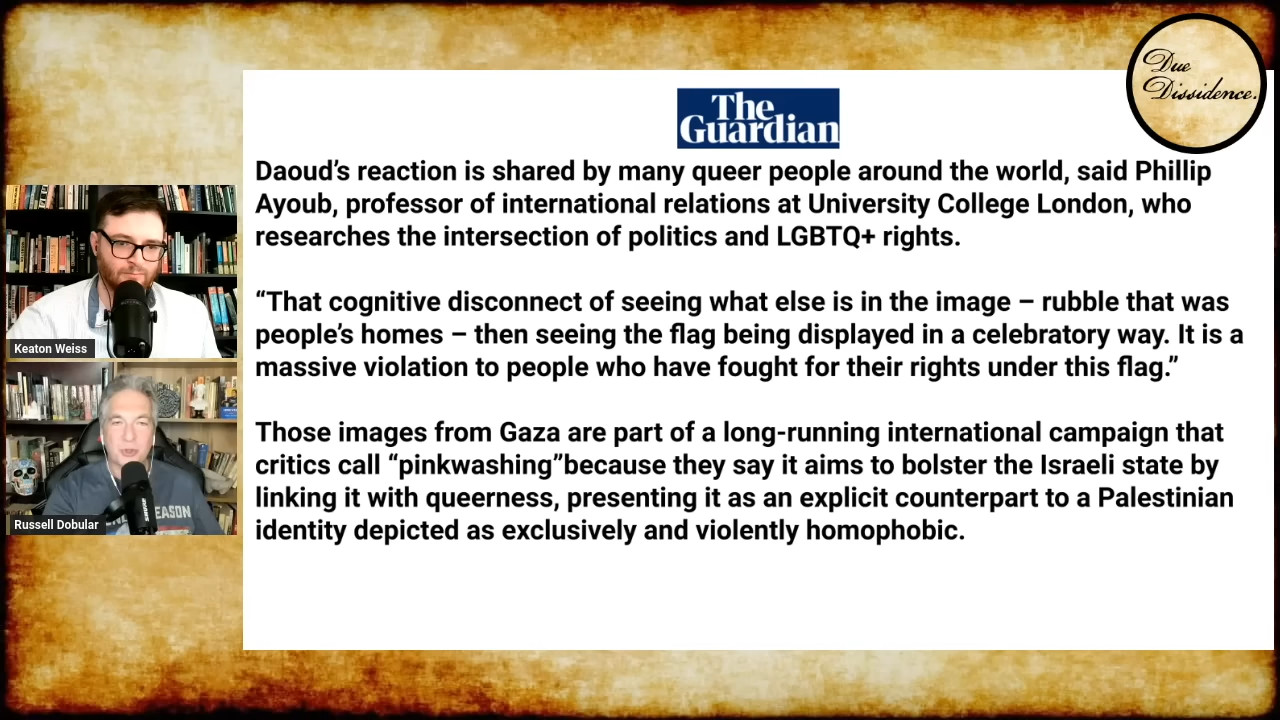 Due
Dissidence.
The
Guardian
Daoud’s reaction is shared by many queer people around the world, said Phillip
Ayoub, professor of international relations at University College London, who
researches the intersection of politics and LGBTQ+ rights.
“That cognitive disconnect of seeing what else is in the image – rubble that was
people’s homes – then seeing the flag being displayed in a celebratory way. It is a
massive violation to people who have fought for their rights under this flag.”
Those images from Gaza are part of a long-running international campaign that
critics call “pinkwashing”because they say it aims to bolster the Israeli state by
linking it with queerness, presenting it as an explicit counterpart to a Palestinian
identity depicted as exclusively and violently homophobic.
Keaton Weiss
Russell Dobular